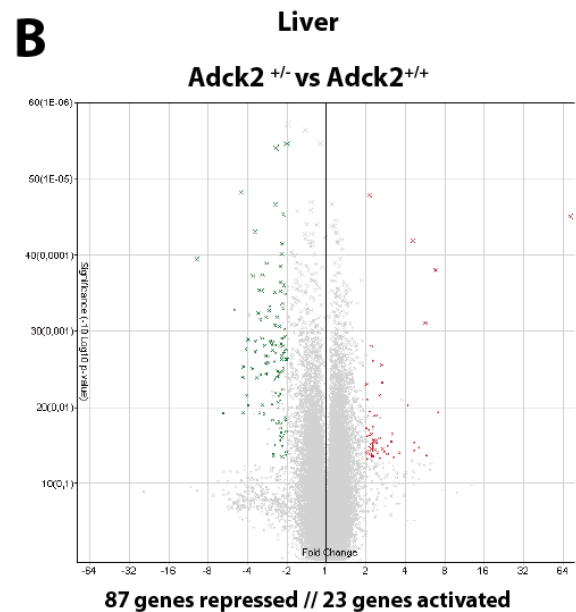 B
Liver
Adck2 +/- vs Adck2+/+
60(1E-06)
50(1E-05)
40(0,0001)
30(0,001)
20(0,01)
10(0,1)
Significance (-10 Log10 p-value)
Fold Change
-64 -32 -16 -8 -4 -2 1 2 4 8 16 32 64
87 genes repressed // 23 genes activated